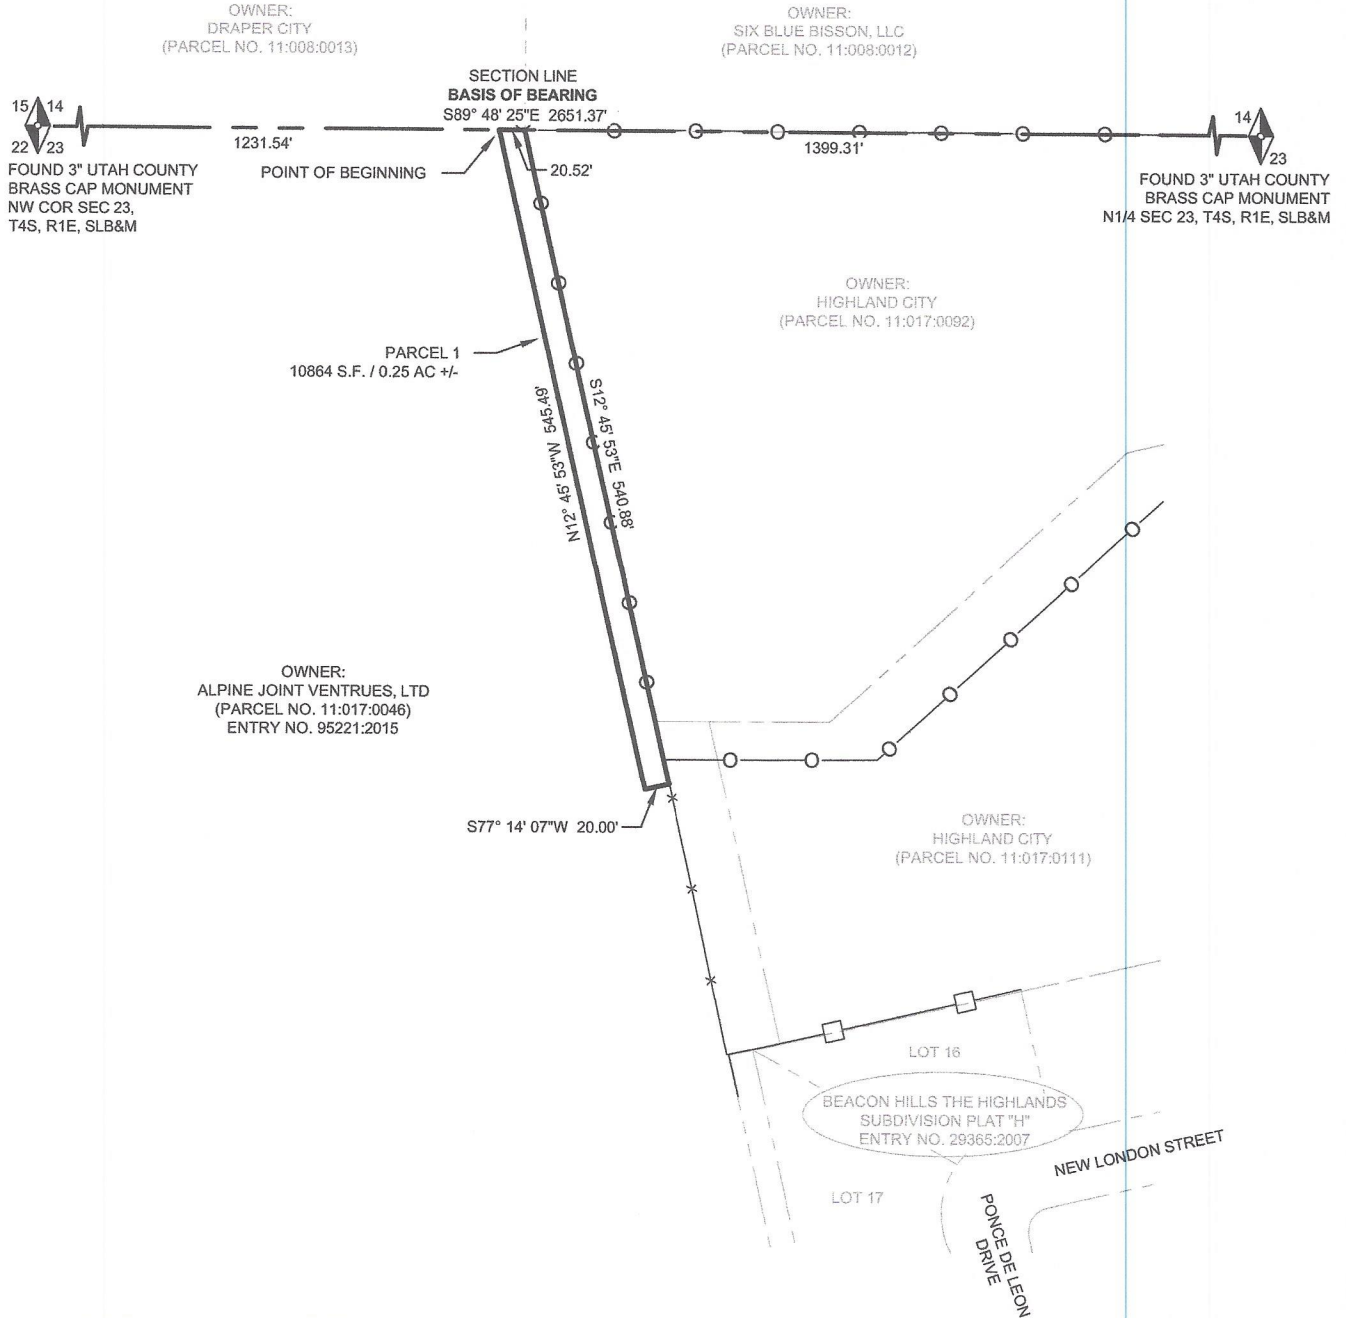 OWNER:
DRAPER CITY
(PARCEL NO. 11:008:0013)
OWNER:
SIX BLUE BISSON, LLC
(PARCEL NO. 11:008:0012)
SECTION LINE
BASIS OF BEARING
S89° 48' 25"E 2651.37'
15 14
22 23
1231.54'
1399.31'
14
23
FOUND 3" UTAH COUNTY
BRASS CAP MONUMENT
NW COR SEC 23,
T4S, R1E, SLB&M
POINT OF BEGINNING
20.52'
FOUND 3" UTAH COUNTY
BRASS CAP MONUMENT
N1/4 SEC 23, T4S, R1E, SLB&M
OWNER:
HIGHLAND CITY
(PARCEL NO. 11:017:0092)
PARCEL 1
10864 S.F. / 0.25 AC +/-
N12° 45' 53"W 545.49'
S12° 45' 53"E 540.88'
OWNER:
ALPINE JOINT VENTRUES, LTD
(PARCEL NO. 11:017:0046)
ENTRY NO. 95221:2015
S77° 14' 07"W 20.00'
OWNER:
HIGHLAND CITY
(PARCEL NO. 11:017:0111)
LOT 16
BEACON HILLS THE HIGHLANDS
SUBDIVISION PLAT "H"
ENTRY NO. 29365:2007
NEW LONDON STREET
LOT 17
PONCE DE LEON
DRIVE